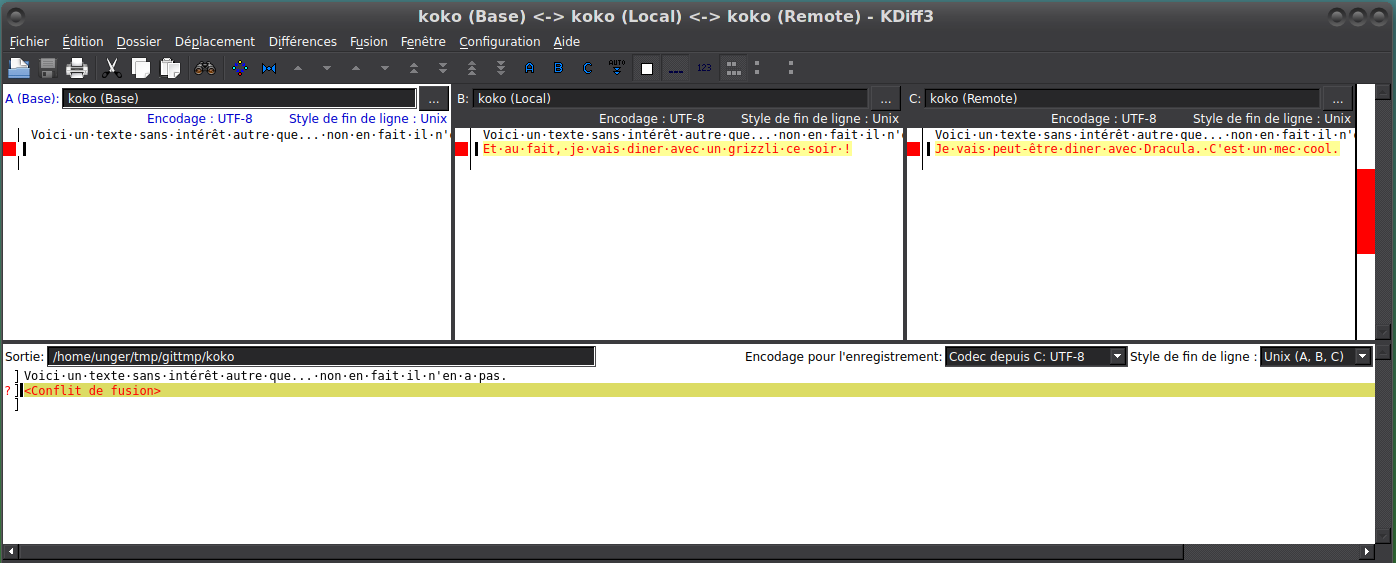 koko (Base) <-> koko (Local) <-> koko (Remote) - KDiff3
Fichier Édition Dossier Déplacement Différences Fusion Fenêtre Configuration Aide
A B C AUTO 123
A (Base): koko (Base) ...
Encodage : UTF-8 Style de fin de ligne : Unix
Voici·un·texte·sans·intérêt·autre·que...·non·en·fait·il·n'
B: koko (Local) ...
Encodage : UTF-8 Style de fin de ligne : Unix
Voici·un·texte·sans·intérêt·autre·que...·non·en·fait·il·n'
Et·au·fait,·je·vais·diner·avec·un·grizzli·ce·soir·!
C: koko (Remote) ...
Encodage : UTF-8 Style de fin de ligne : Unix
Voici·un·texte·sans·intérêt·autre·que...·non·en·fait·il·n'
Je·vais·peut-être·diner·avec·Dracula.·C'est·un·mec·cool.
Sortie: /home/unger/tmp/gittmp/koko Encodage pour l'enregistrement: Codec depuis C: UTF-8 Style de fin de ligne : Unix (A, B, C)
Voici·un·texte·sans·intérêt·autre·que...·non·en·fait·il·n'en·a·pas.
? <Conflit de fusion>